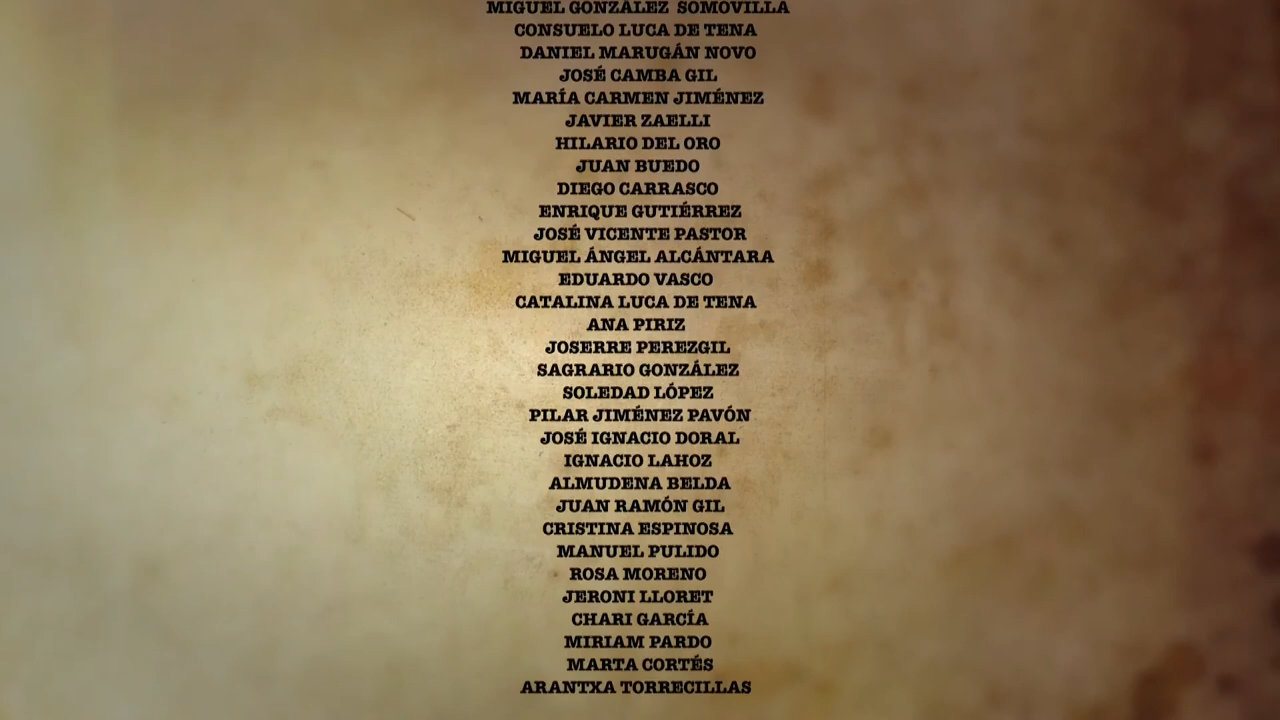 MIGUEL GONZÁLEZ SOMOVILLA
CONSUELO LUCA DE TENA
DANIEL MARUGÁN NOVO
JOSÉ CAMBA GIL
MARÍA CARMEN JIMÉNEZ
JAVIER ZAELLI
HILARIO DEL ORO
JUAN BUEDO
DIEGO CARRASCO
ENRIQUE GUTIÉRREZ
JOSÉ VICENTE PASTOR
MIGUEL ÁNGEL ALCÁNTARA
EDUARDO VASCO
CATALINA LUCA DE TENA
ANA PIRIZ
JOSERRE PEREZGIL
SAGRARIO GONZÁLEZ
SOLEDAD LÓPEZ
PILAR JIMÉNEZ PAVÓN
JOSÉ IGNACIO DORAL
IGNACIO LAHOZ
ALMUDENA BELDA
JUAN RAMÓN GIL
CRISTINA ESPINOSA
MANUEL PULIDO
ROSA MORENO
JERONI LLORET
CHARI GARCÍA
MIRIAM PARDO
MARTA CORTÉS
ARANTXA TORRECILLAS